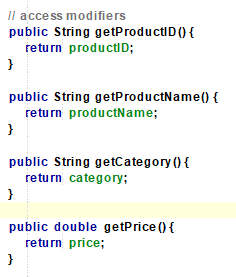 // access modifiers
public String getProductID() {
return productID;
}
public String getProductName() {
return productName;
}
public String getCategory() {
return category;
}
public double getPrice() {
return price;
}